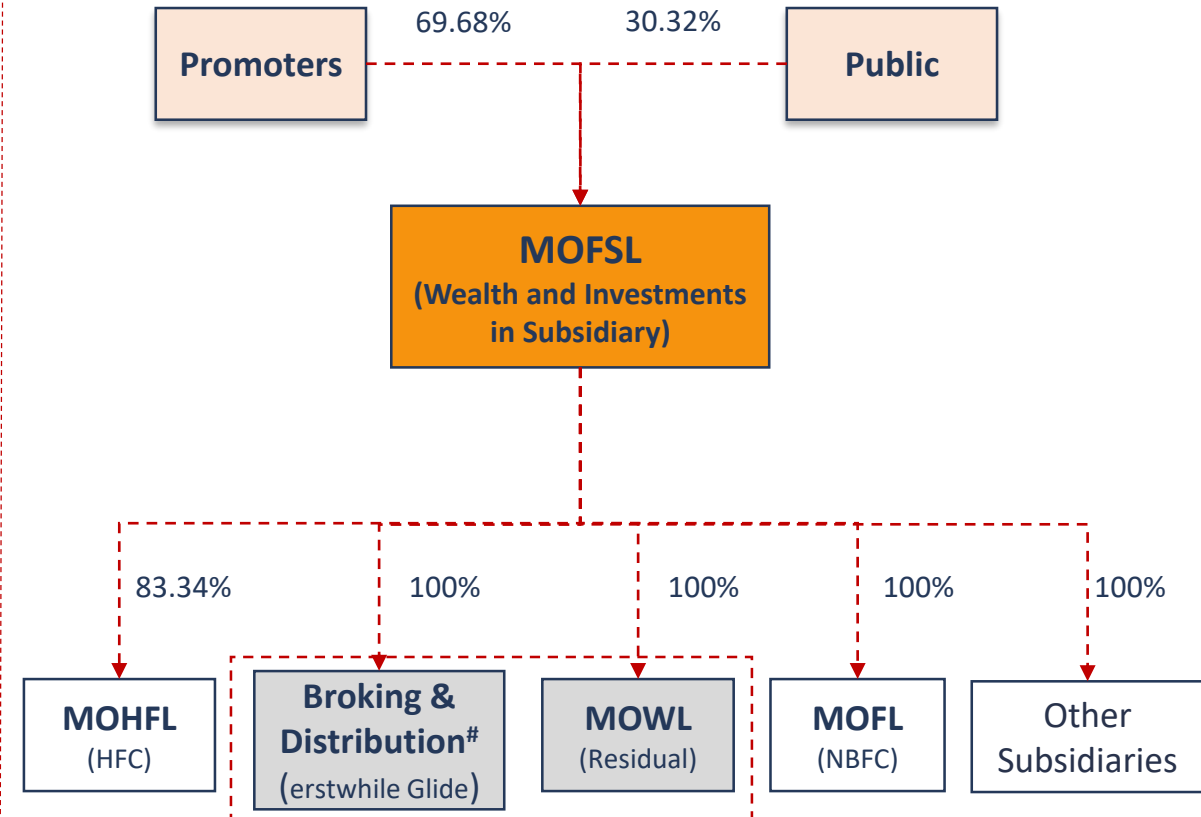 69.68%
30.32%
Promoters
Public
MOFSL
(Wealth and Investments
in Subsidiary)
83.34%
100%
100%
100%
100%
MOHFL
(HFC)
Broking &
Distribution#
(erstwhile Glide)
MOWL
(Residual)
MOFL
(NBFC)
Other
Subsidiaries